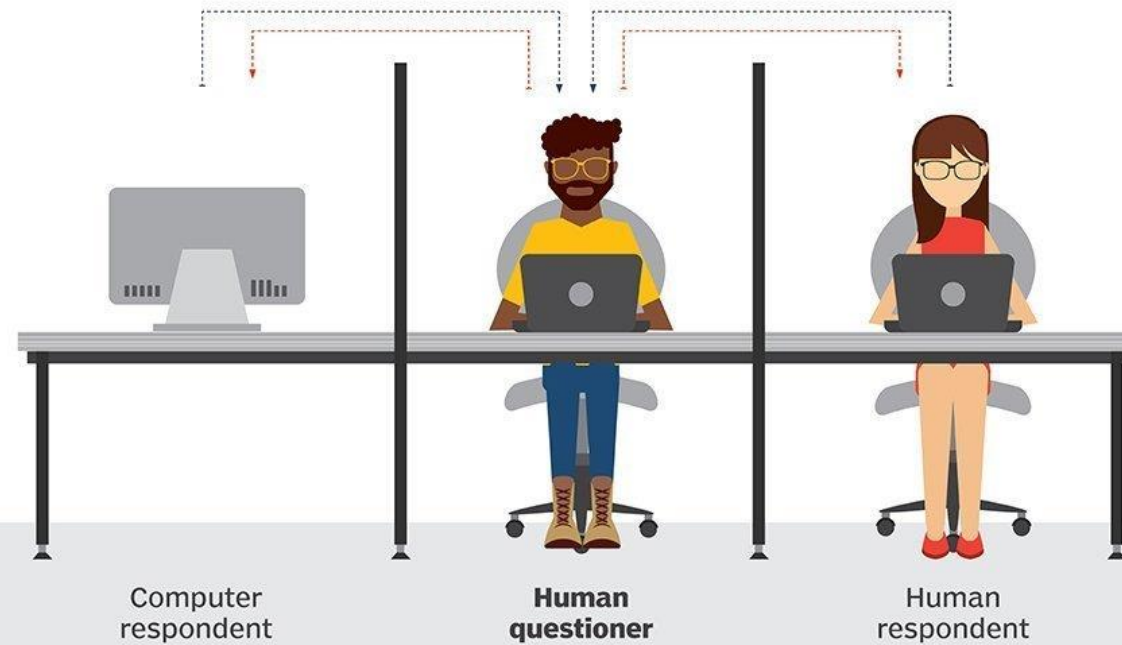 Computer
respondent
Human
questioner
Human
respondent